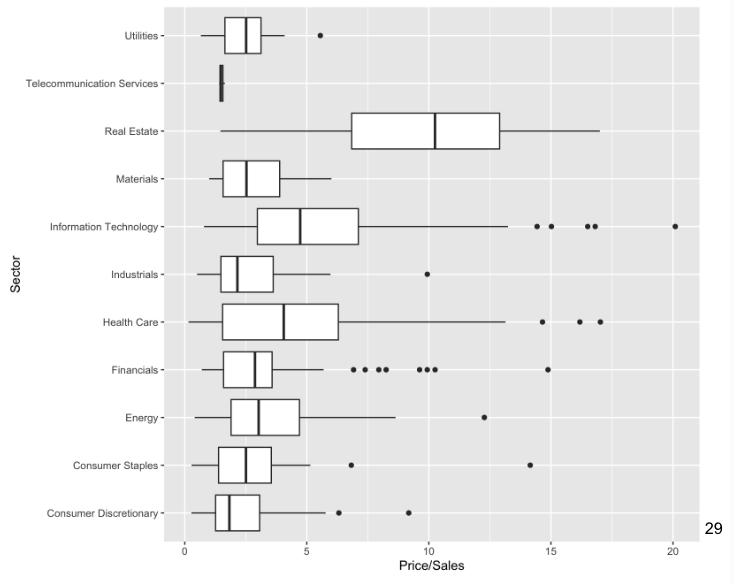 Utilities
Telecommunication Services
Real Estate
Materials
Information Technology
Sector
Industrials
Health Care
Financials
Energy
Consumer Staples
Consumer Discretionary
29
0 5 10 15 20
Price/Sales